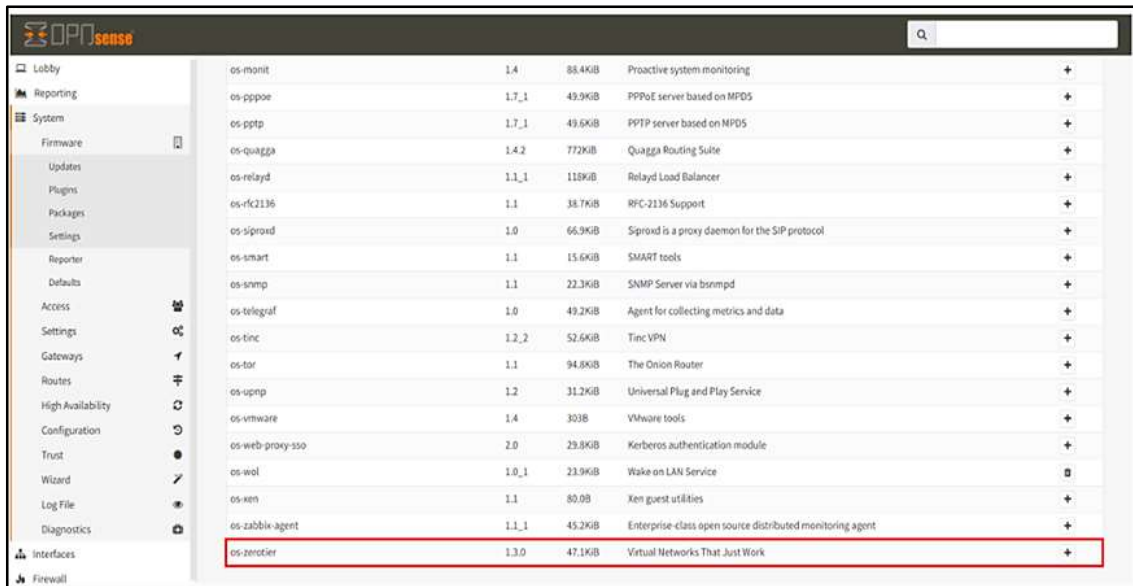 OPNsense
Lobby
Reporting
System
Firmware
Updates
Plugins
Packages
Settings
Reporter
Defaults
Access
Settings
Gateways
Routes
High Availability
Configuration
Trust
Wizard
Log File
Diagnostics
Interfaces
Firewall
os-monit 1.4 88.4KiB Proactive system monitoring +
os-pppoe 1.7_1 49.9KiB PPPoE server based on MPD5 +
os-pptp 1.7_1 49.6KiB PPTP server based on MPD5 +
os-quagga 1.4.2 772KiB Quagga Routing Suite +
os-relayd 1.1_1 118KiB Relayd Load Balancer +
os-rfc2136 1.1 38.7KiB RFC-2136 Support +
os-siproxd 1.0 66.9KiB Siproxd is a proxy daemon for the SIP protocol +
os-smart 1.1 15.6KiB SMART tools +
os-snmp 1.1 22.3KiB SNMP Server via bsnmpd +
os-telegraf 1.0 49.2KiB Agent for collecting metrics and data +
os-tinc 1.2_2 52.6KiB Tinc VPN +
os-tor 1.1 94.8KiB The Onion Router +
os-upnp 1.2 31.2KiB Universal Plug and Play Service +
os-vmware 1.4 303B VMware tools +
os-web-proxy-sso 2.0 29.8KiB Kerberos authentication module +
os-wol 1.0_1 23.9KiB Wake on LAN Service
os-xen 1.1 80.0B Xen guest utilities +
os-zabbix-agent 1.1_1 45.2KiB Enterprise-class open source distributed monitoring agent +
os-zerotier 1.3.0 47.1KiB Virtual Networks That Just Work +